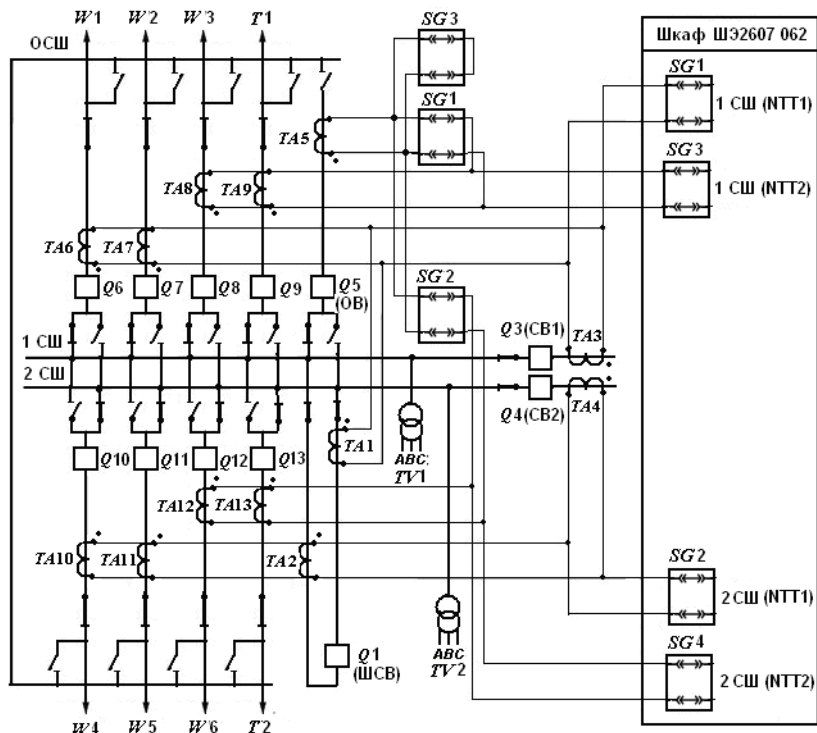 W1 W2 W3 T1
SG3
ОСШ
Шкаф ШЭ2607 062
SG1
1 СШ (NTT1)
SG1
TA5
SG3
1 СШ (NTT2)
TA8 TA9
TA6 TA7
Q6 Q7 Q8 Q9 Q5
(ОВ)
SG2
Q3(СВ1) TA3
1 СШ
2 СШ
Q4(СВ2) TA4
TA1
Q10 Q11 Q12 Q13
ABC
TV1
TA12 TA13
TA10 TA11 TA2
SG2
2 СШ (NTT1)
ABC
TV2
Q1
(ШСВ)
SG4
2 СШ (NTT2)
W4 W5 W6 T2